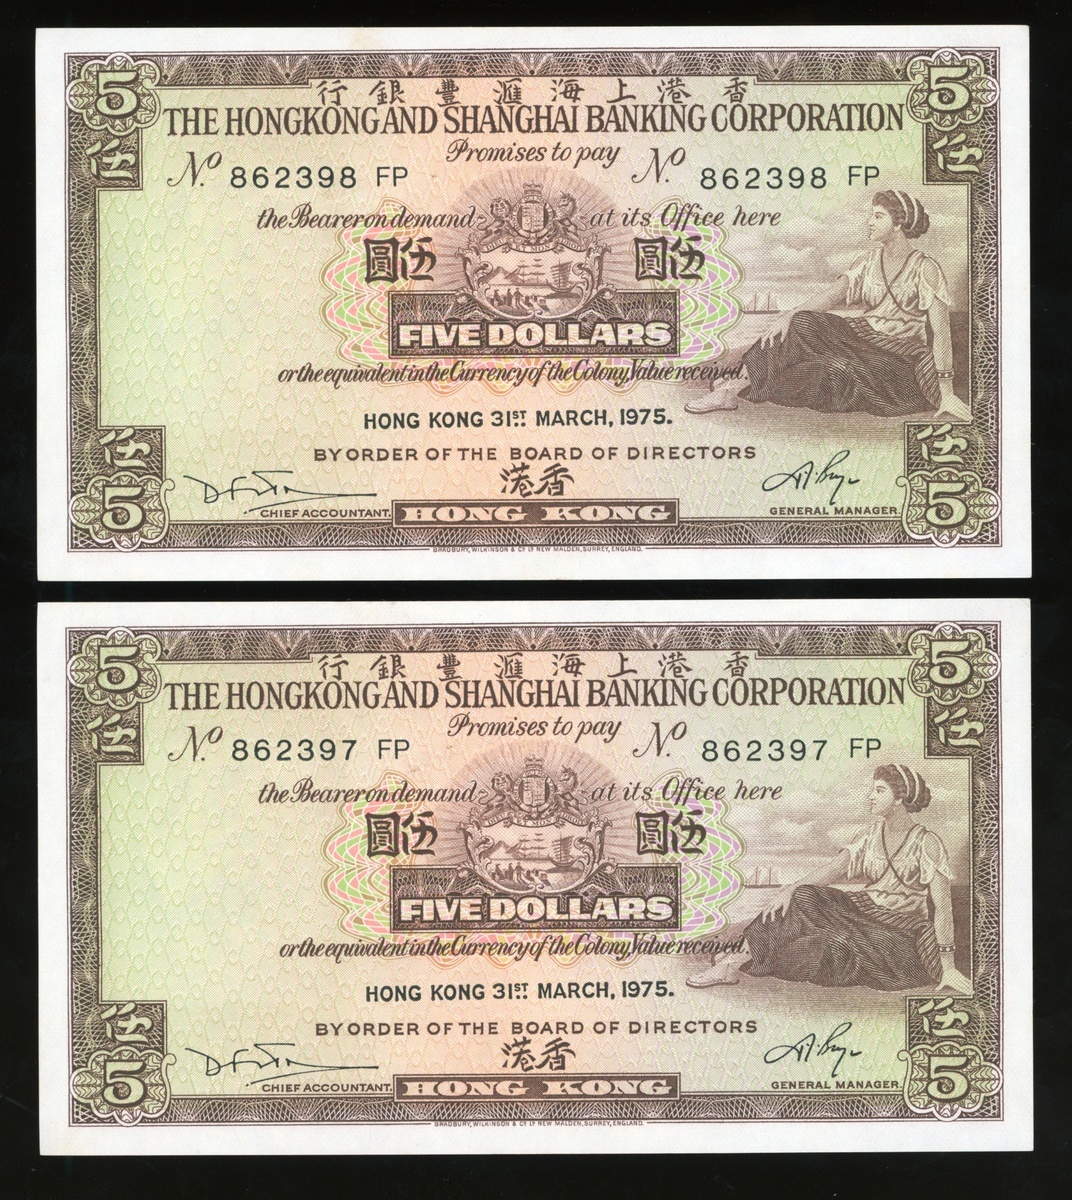 5 5
行銀豐滙海上港香
THE HONGKONG AND SHANGHAI BANKING CORPORATION
伍 伍
Promises to pay
Nº 862398 FP Nº 862398 FP
the Bearer on demand at its Office here
圓伍 圓伍
FIVE DOLLARS
or the equivalent in the Currency of the Colony, Value received.
HONG KONG 31ST MARCH, 1975.
BY ORDER OF THE BOARD OF DIRECTORS
伍 伍
港香
5 5
CHIEF ACCOUNTANT. HONG KONG GENERAL MANAGER.
BRADBURY, WILKINSON & Cº Lᴰ NEW MALDEN, SURREY, ENGLAND.
5 5
行銀豐滙海上港香
THE HONGKONG AND SHANGHAI BANKING CORPORATION
伍 伍
Promises to pay
Nº 862397 FP Nº 862397 FP
the Bearer on demand at its Office here
圓伍 圓伍
FIVE DOLLARS
or the equivalent in the Currency of the Colony, Value received.
HONG KONG 31ST MARCH, 1975.
BY ORDER OF THE BOARD OF DIRECTORS
伍 伍
港香
5 5
CHIEF ACCOUNTANT. HONG KONG GENERAL MANAGER.
BRADBURY, WILKINSON & Cº Lᴰ NEW MALDEN, SURREY, ENGLAND.